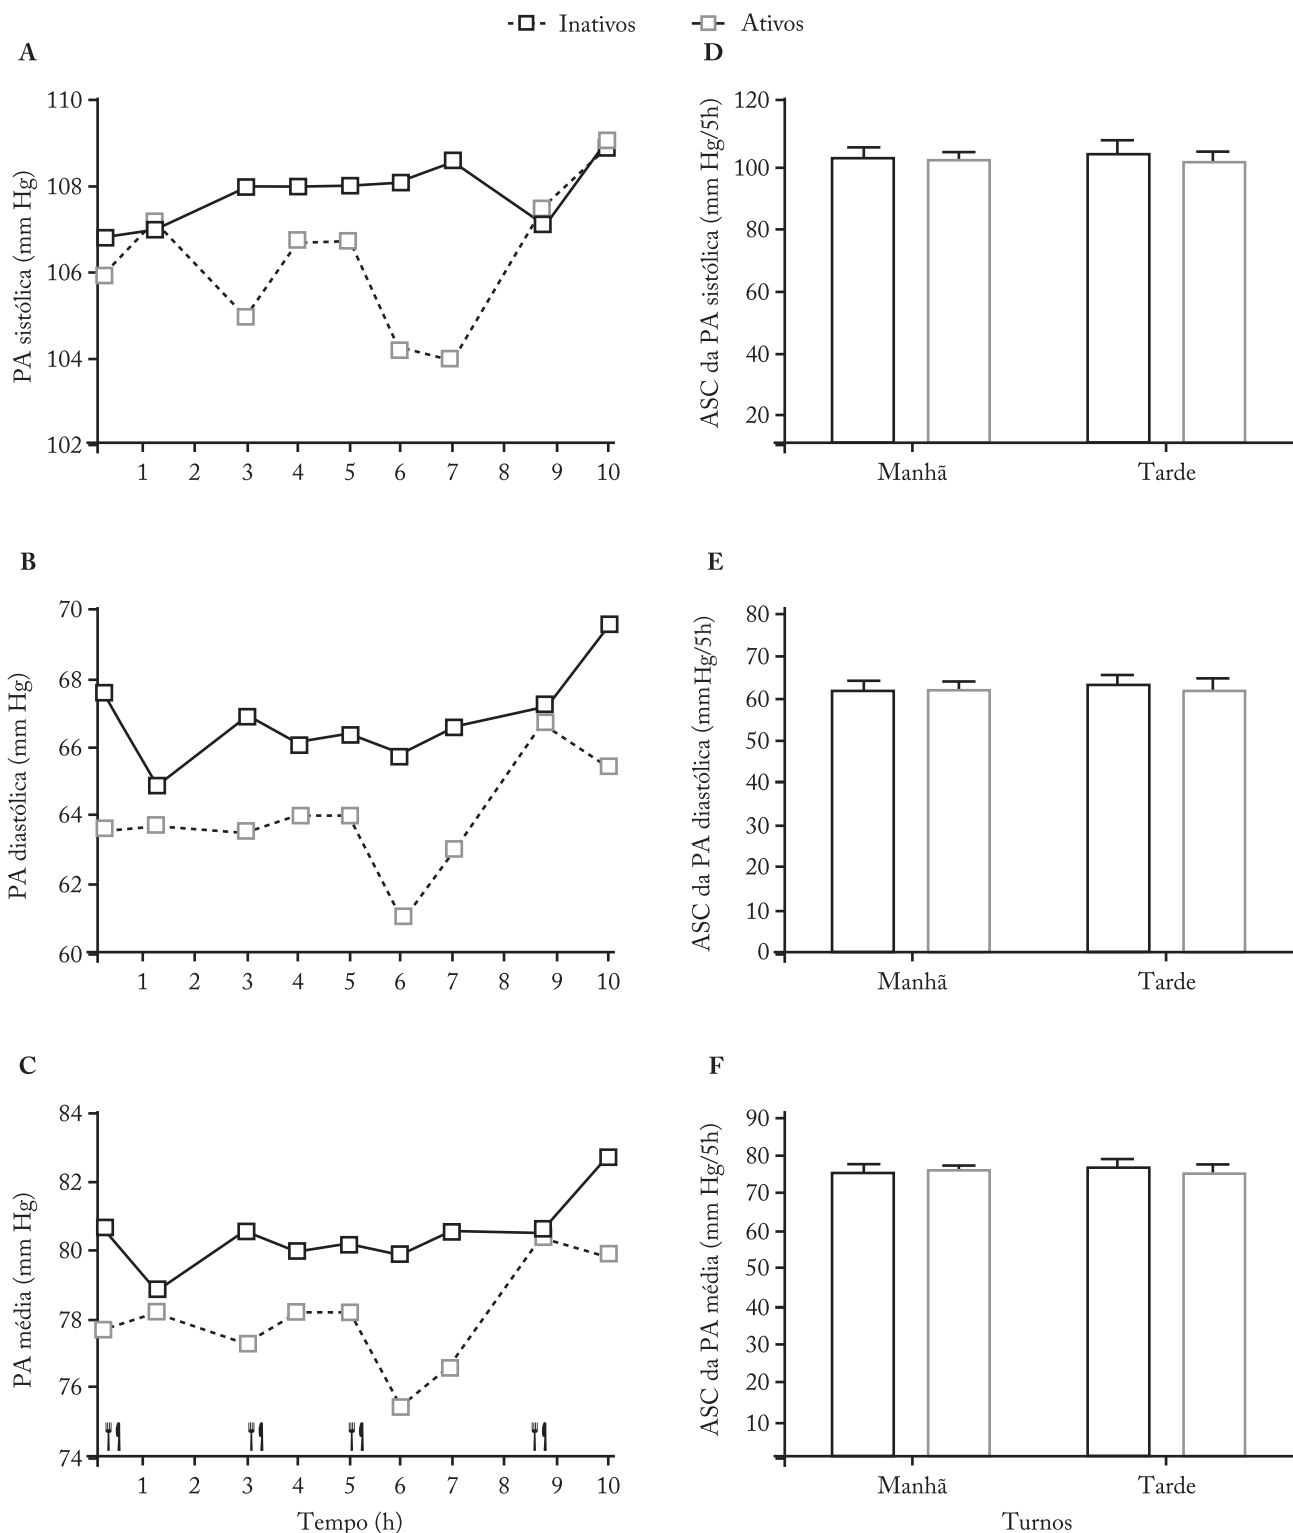 Inativos Ativos
A
PA sistólica (mm Hg)
110
108
106
104
102
1 2 3 4 5 6 7 8 9 10
D
ASC da PA sistólica (mm Hg/5h)
120
100
80
60
40
20
Manhã Tarde
B
PA diastólica (mm Hg)
70
68
66
64
62
60
1 2 3 4 5 6 7 8 9 10
E
ASC da PA diastólica (mmHg/5h)
80
70
60
50
40
30
20
10
0
Manhã Tarde
C
PA média (mm Hg)
84
82
80
78
76
74
1 2 3 4 5 6 7 8 9 10
Tempo (h)
F
ASC da PA média (mm Hg/5h)
90
80
70
60
50
40
30
20
10
Manhã Tarde
Turnos